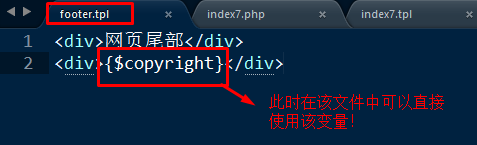 footer.tpl index7.php index7.tpl
1 <div>网页尾部</div>
2 <div>{$copyright}</div>
此时在该文件中可以直接
使用该变量！